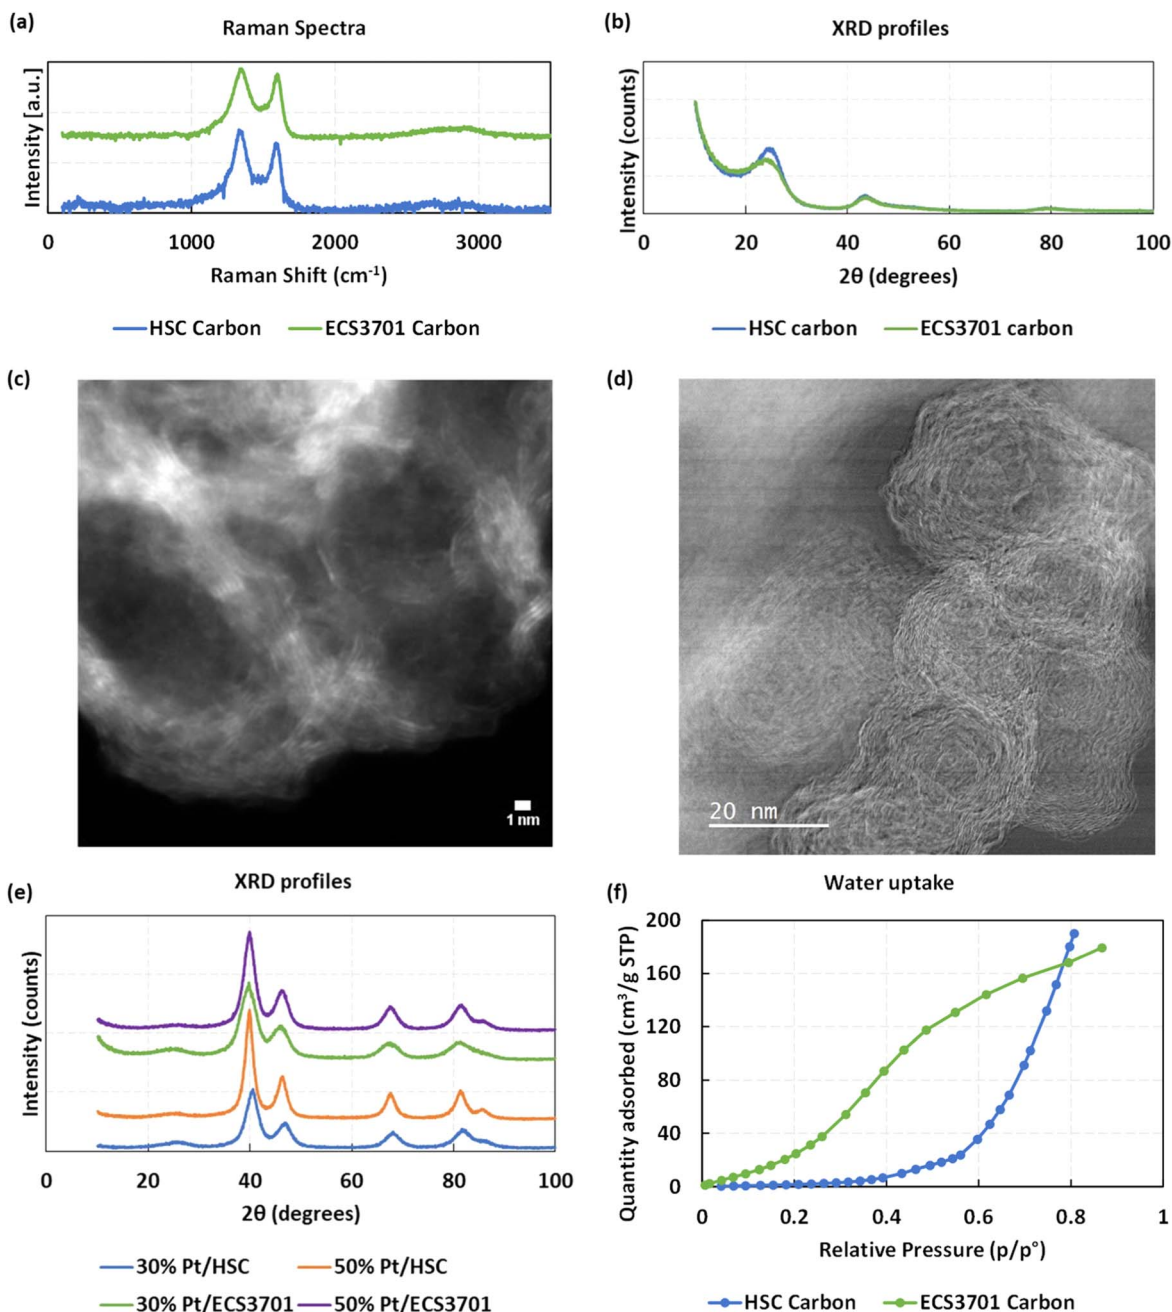 (a)
Raman Spectra
Intensity [a.u.]
0 1000 2000 3000
Raman Shift (cm⁻¹)
HSC Carbon ECS3701 Carbon
(b)
XRD profiles
Intensity (counts)
0 20 40 60 80 100
2θ (degrees)
HSC carbon ECS3701 carbon
(c)
1 nm
(d)
20 nm
(e)
XRD profiles
Intensity (counts)
0 20 40 60 80 100
2θ (degrees)
30% Pt/HSC 50% Pt/HSC
30% Pt/ECS3701 50% Pt/ECS3701
(f)
Water uptake
Quantity adsorbed (cm³/g STP)
200
160
120
80
40
0
0 0.2 0.4 0.6 0.8 1
Relative Pressure (p/p°)
HSC Carbon ECS3701 Carbon